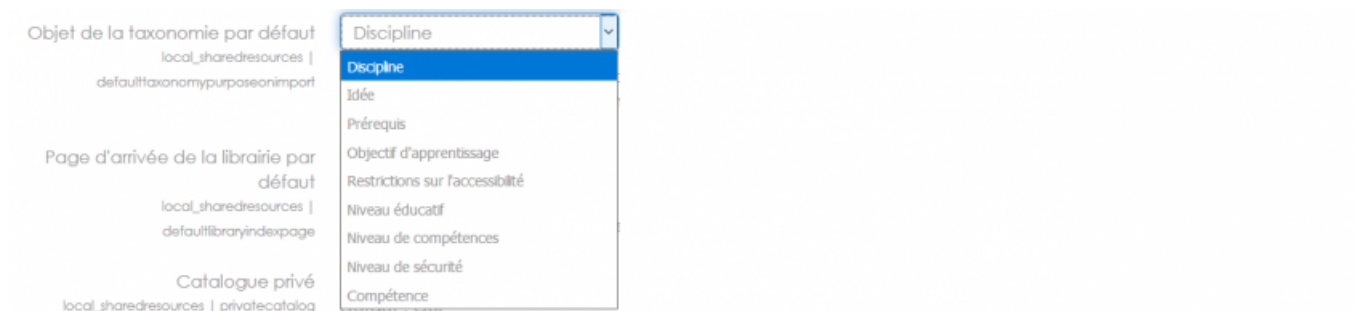 Objet de la taxonomie par défaut
local_sharedresources |
defaulttaxonomypurposeonimport
Discipline
Discipline
Idée
Prérequis
Objectif d'apprentissage
Restrictions sur l'accessibilité
Niveau éducatif
Niveau de compétences
Niveau de sécurité
Compétence
Page d'arrivée de la librairie par
défaut
local_sharedresources |
defaultlibraryindexpage
Catalogue privé
local_sharedresources | privatecatalog